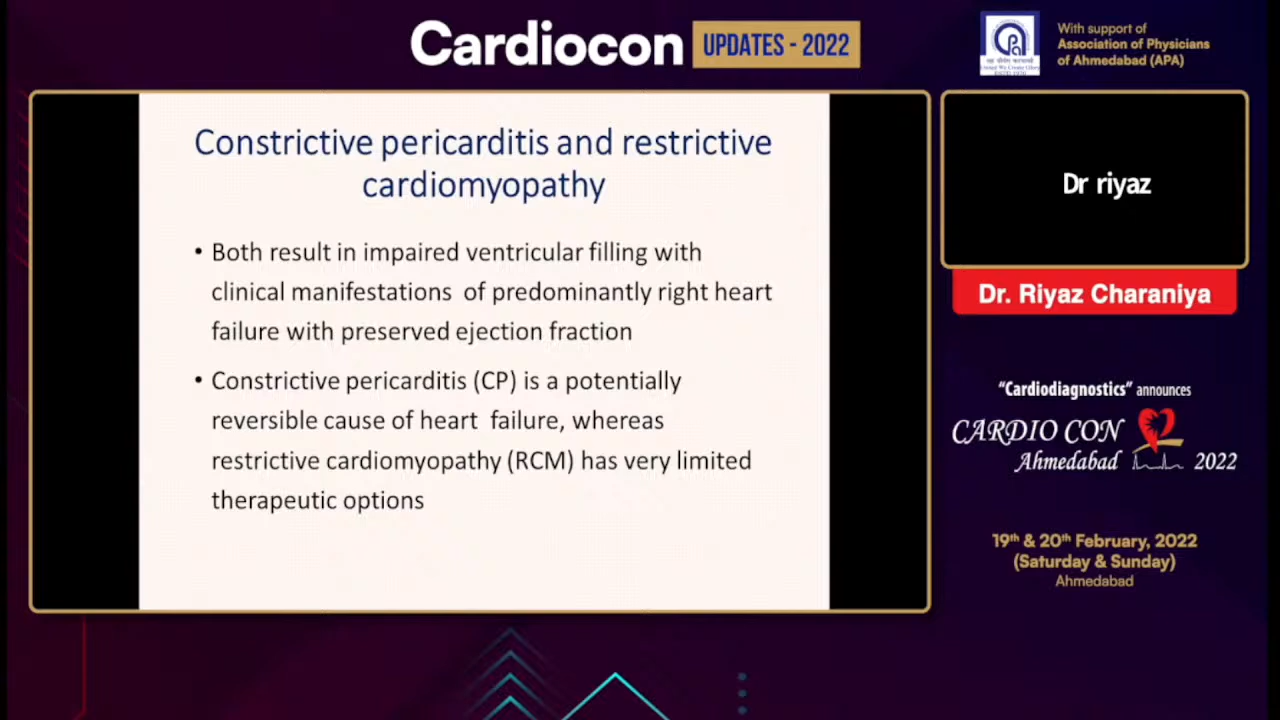 Cardiocon UPDATES - 2022
With support of
Association of Physicians
of Ahmedabad (APA)
Constrictive pericarditis and restrictive
cardiomyopathy
• Both result in impaired ventricular filling with
clinical manifestations of predominantly right heart
failure with preserved ejection fraction
• Constrictive pericarditis (CP) is a potentially
reversible cause of heart failure, whereas
restrictive cardiomyopathy (RCM) has very limited
therapeutic options
Dr riyaz
Dr. Riyaz Charaniya
“Cardiodiagnostics” announces
CARDIO CON
Ahmedabad 2022
19th & 20th February, 2022
(Saturday & Sunday)
Ahmedabad